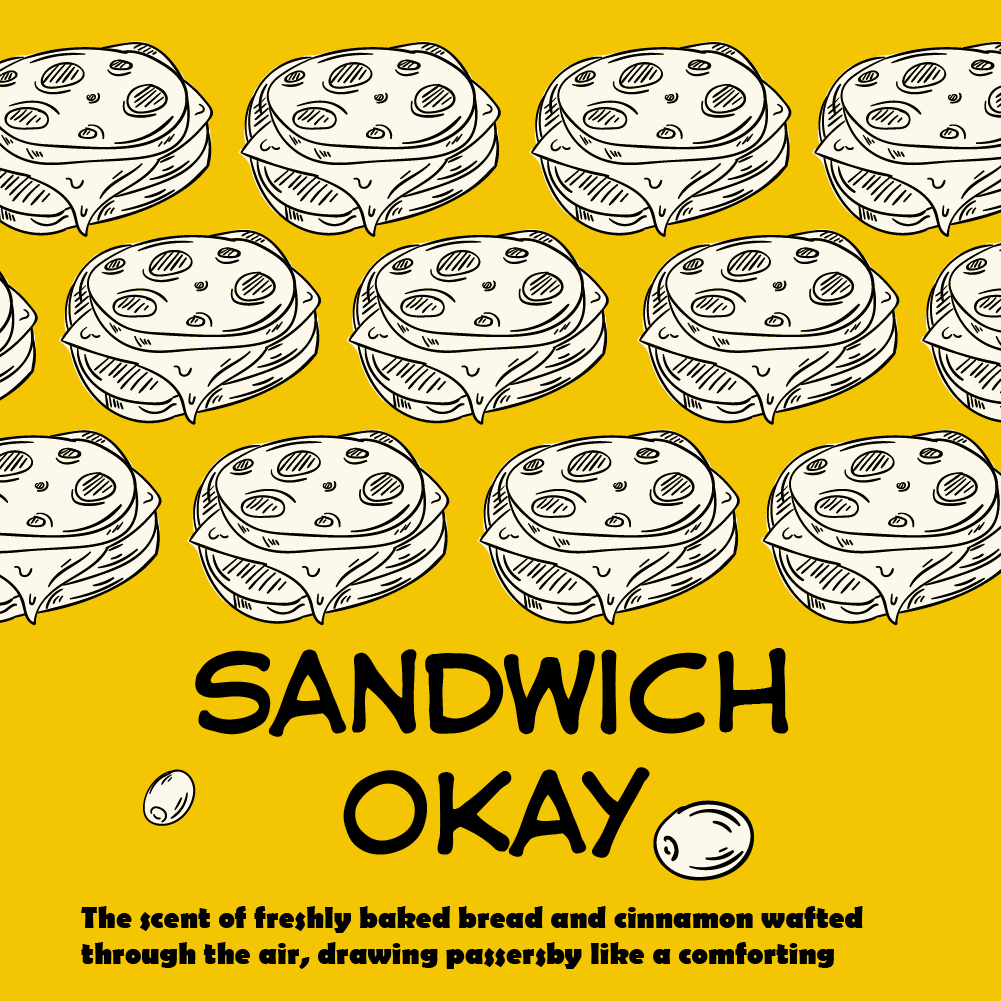 SANDWICH
OKAY
The scent of freshly baked bread and cinnamon wafted
through the air, drawing passersby like a comforting